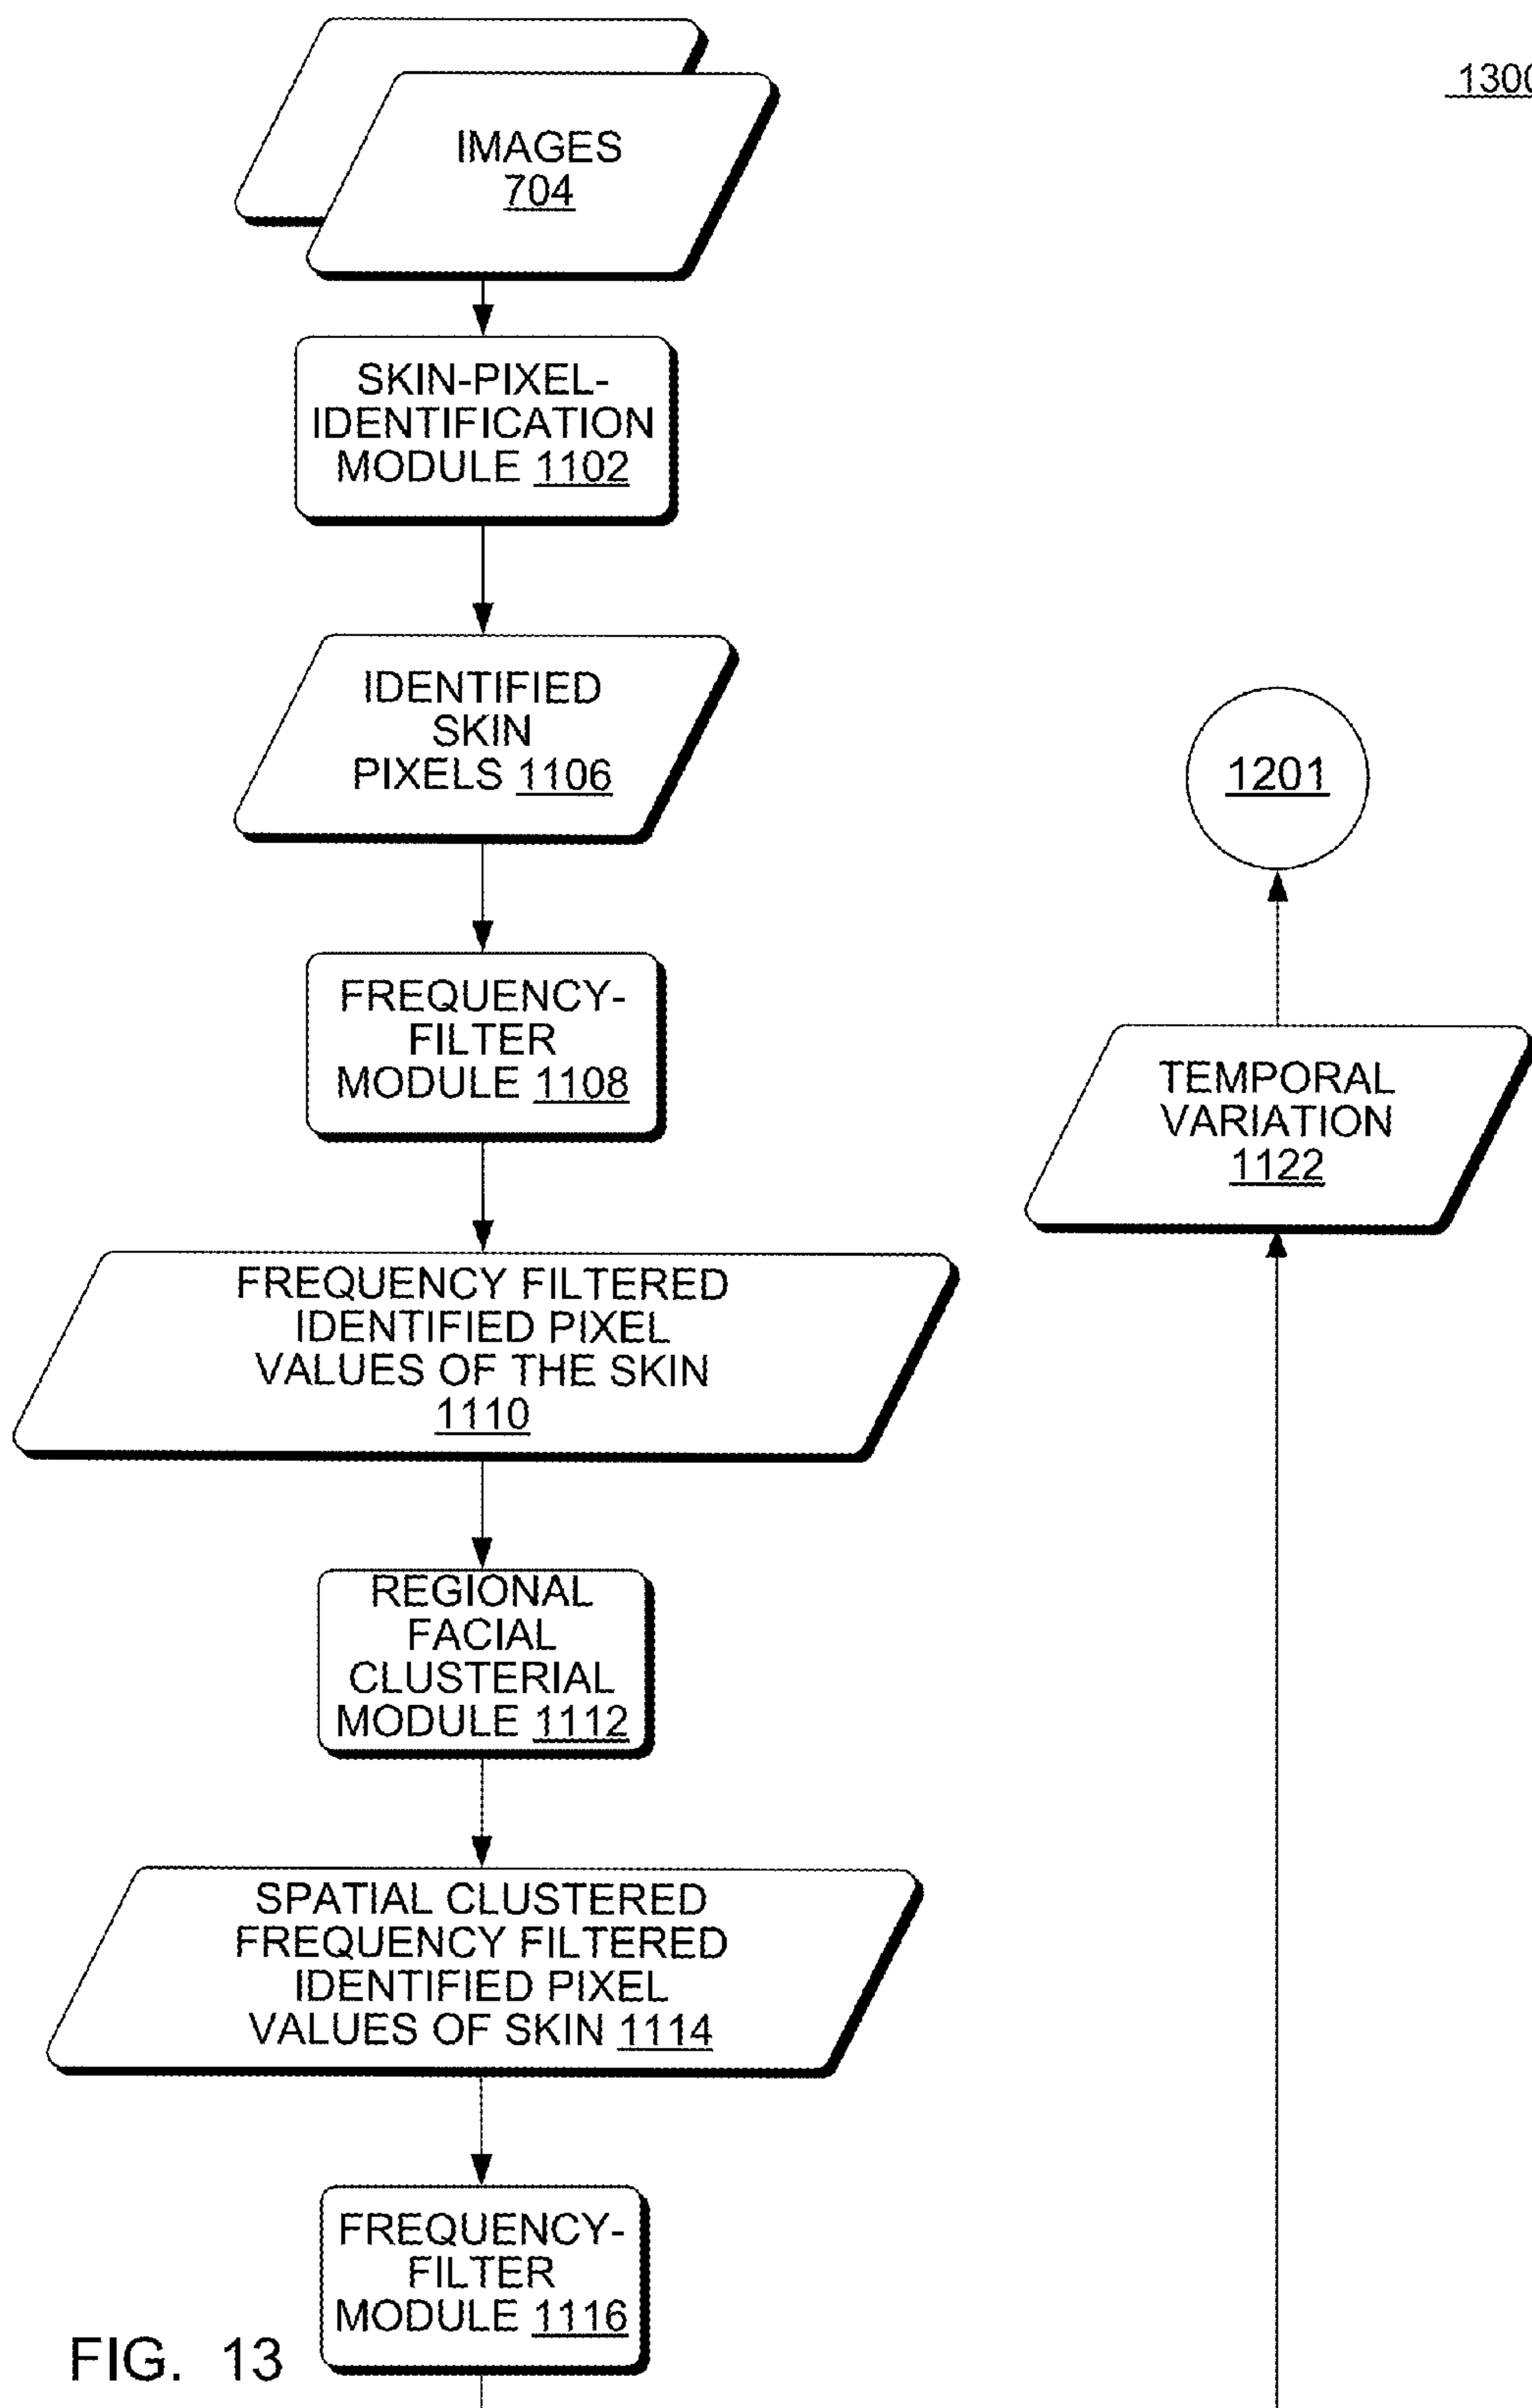 1300
IMAGES
704
SKIN-PIXEL-
IDENTIFICATION
MODULE 1102
IDENTIFIED
SKIN
PIXELS 1106
FREQUENCY-
FILTER
MODULE 1108
FREQUENCY FILTERED
IDENTIFIED PIXEL
VALUES OF THE SKIN
1110
REGIONAL
FACIAL
CLUSTERIAL
MODULE 1112
SPATIAL CLUSTERED
FREQUENCY FILTERED
IDENTIFIED PIXEL
VALUES OF SKIN 1114
FREQUENCY-
FILTER
MODULE 1116
1201
TEMPORAL
VARIATION
1122
FIG. 13